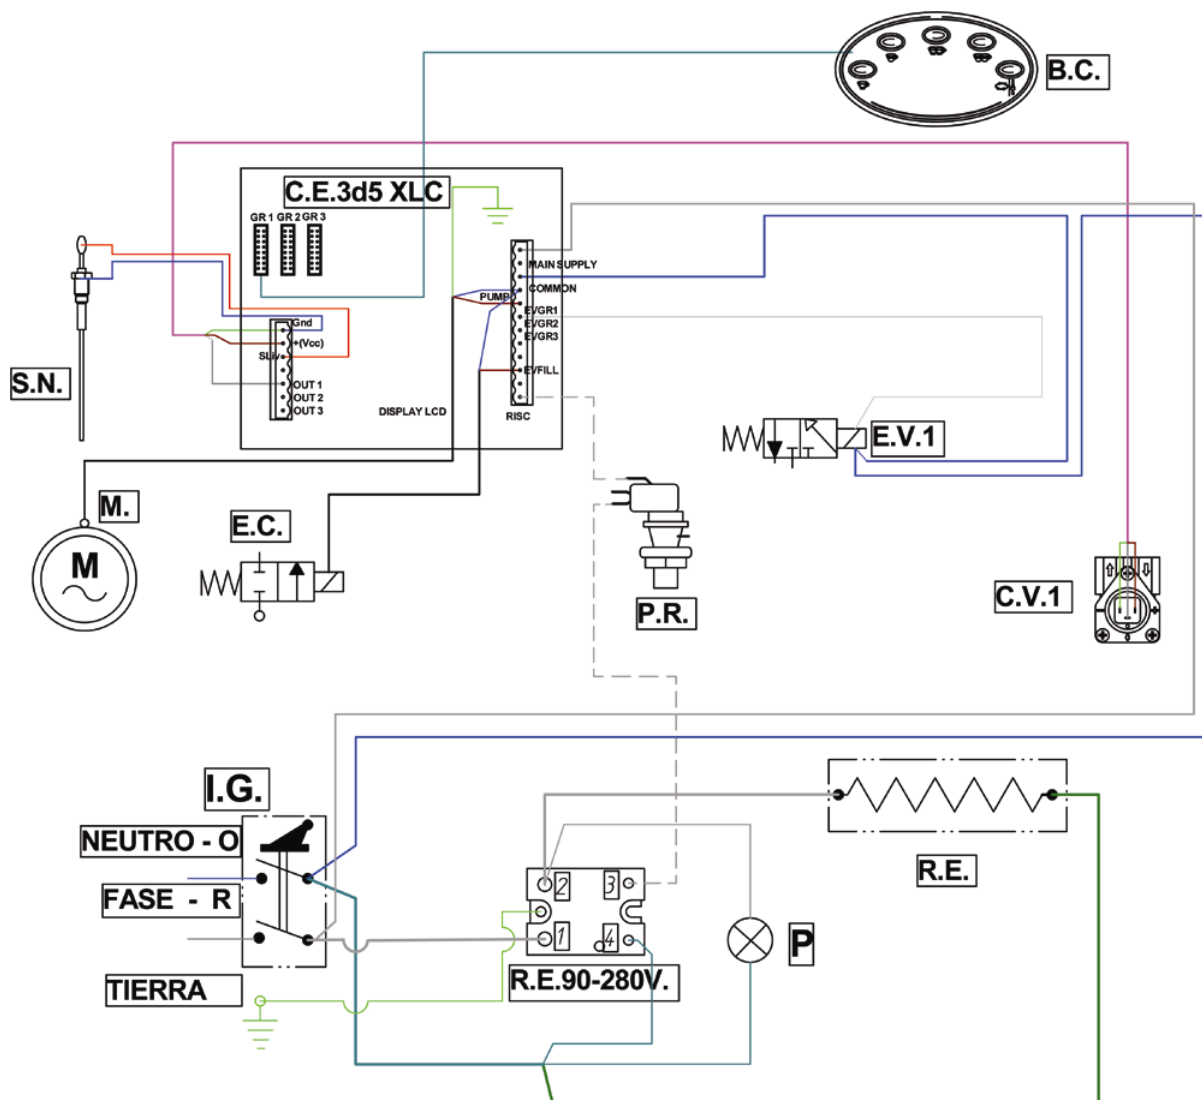 B.C.
C.E.3d5 XLC
GR 1 GR 2 GR 3
MAIN SUPPLY
COMMON
PUMP
EVGR1
EVGR2
EVGR3
Gnd
+(Vcc)
SLiv
EVFILL
OUT 1
OUT 2
OUT 3
DISPLAY LCD
RISC
S.N.
E.V.1
M.
E.C.
M
C.V.1
P.R.
I.G.
NEUTRO - O
FASE - R
TIERRA
R.E.
2 3
1 4
P
R.E.90-280V.